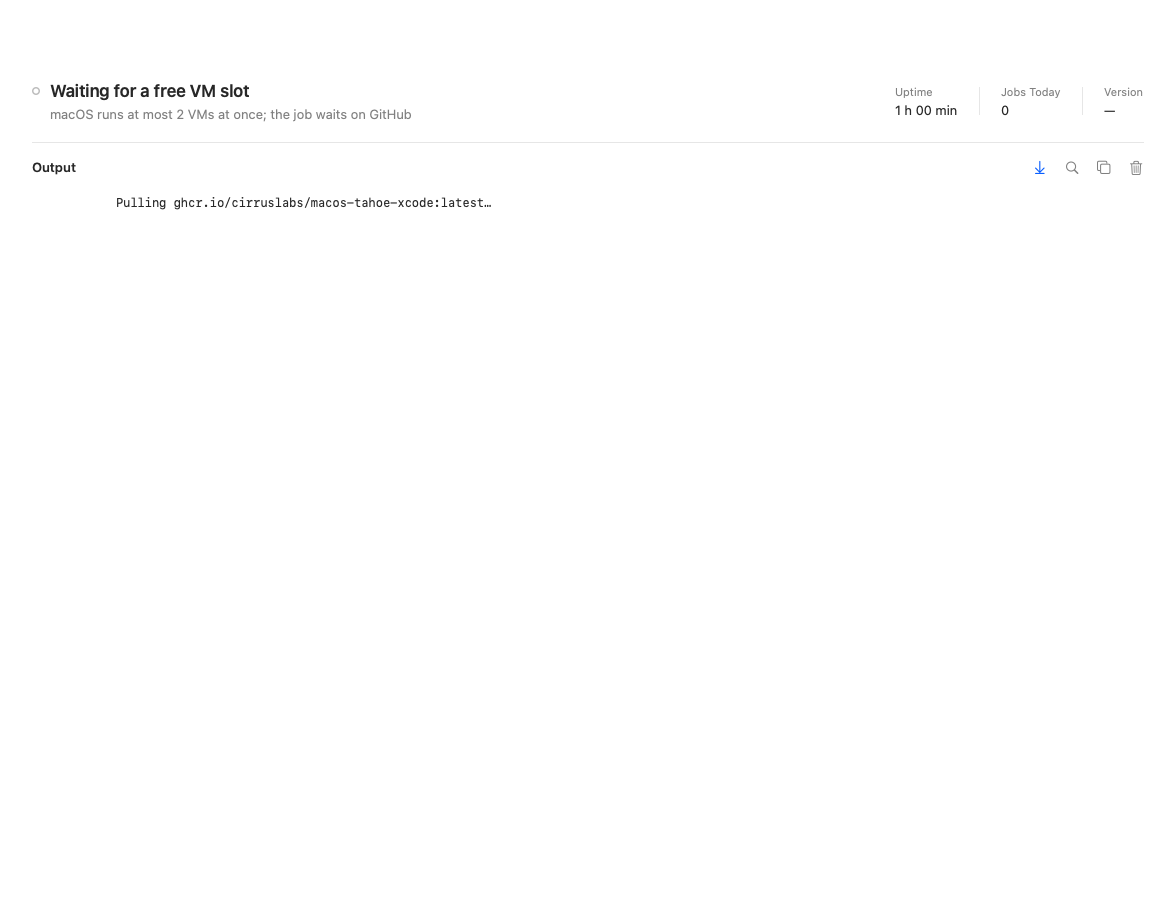 Waiting for a free VM slot
macOS runs at most 2 VMs at once; the job waits on GitHub
Uptime
1 h 00 min
Jobs Today
0
Version
—
Output
Pulling ghcr.io/cirruslabs/macos-tahoe-xcode:latest…